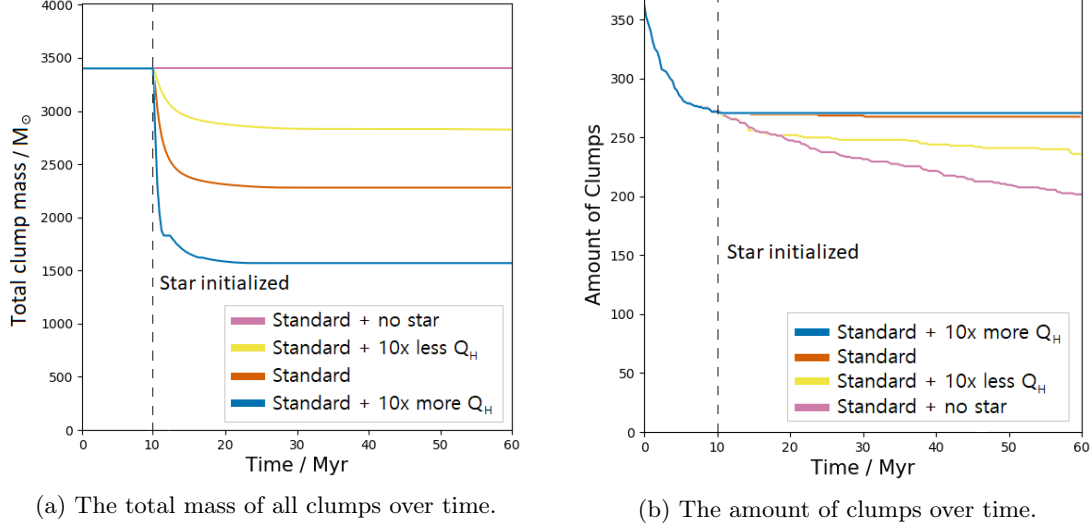 4000
3500
3000
2500
2000
1500
1000
500
0
Total clump mass / M⊙
Star initialized
Standard + no star
Standard + 10x less Q_H
Standard
Standard + 10x more Q_H
0 10 20 30 40 50 60
Time / Myr
(a) The total mass of all clumps over time.
350
300
250
200
150
100
50
0
Amount of Clumps
Star initialized
Standard + 10x more Q_H
Standard
Standard + 10x less Q_H
Standard + no star
0 10 20 30 40 50 60
Time / Myr
(b) The amount of clumps over time.